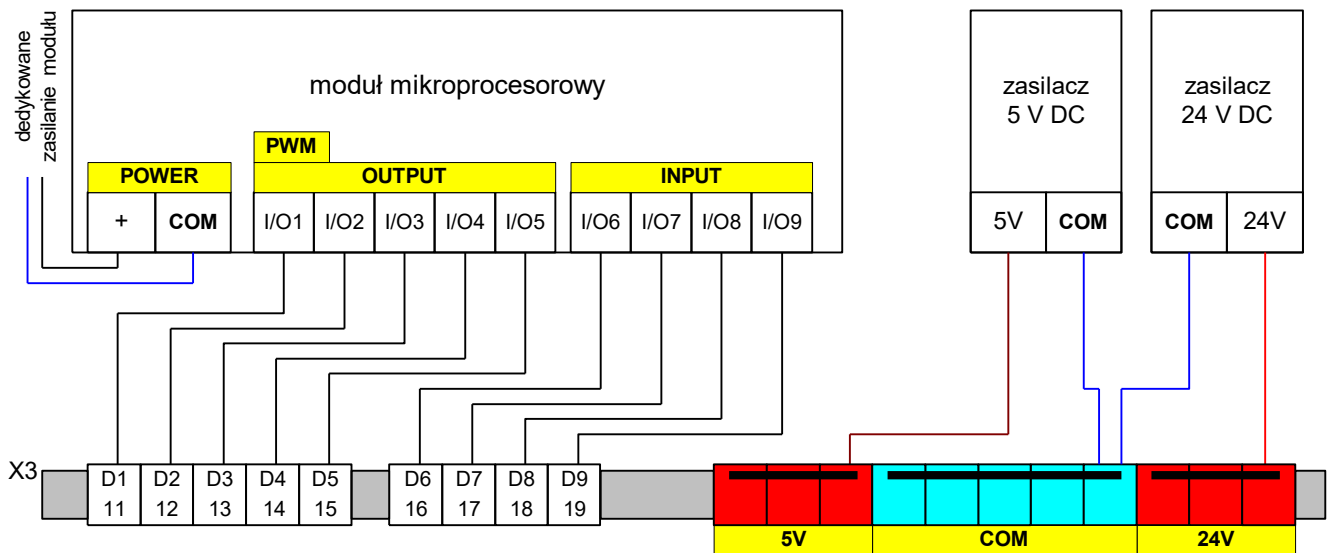 dedykowane
zasilanie modułu
moduł mikroprocesorowy
zasilacz
5 V DC
zasilacz
24 V DC
PWM
POWER
OUTPUT
INPUT
+ COM
I/O1 I/O2 I/O3 I/O4 I/O5
I/O6 I/O7 I/O8 I/O9
5V COM
COM 24V
X3
D1 D2 D3 D4 D5
11 12 13 14 15
D6 D7 D8 D9
16 17 18 19
5V COM 24V